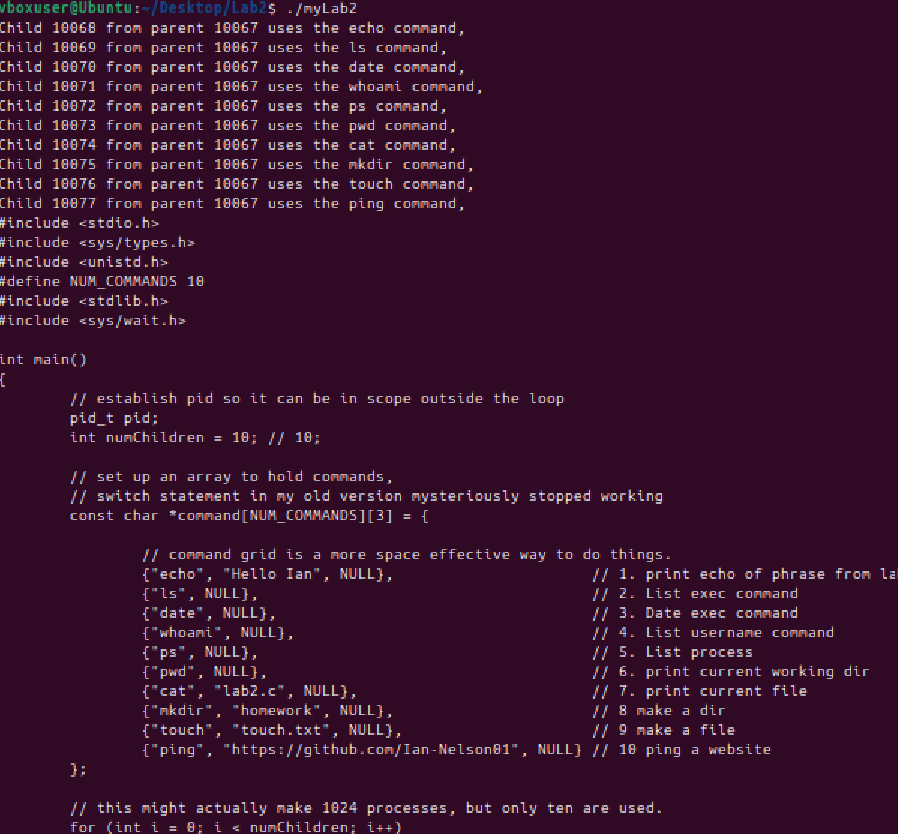 vboxuser@Ubuntu:~/Desktop/Lab2$ ./myLab2
Child 10068 from parent 10067 uses the echo command,
Child 10069 from parent 10067 uses the ls command,
Child 10070 from parent 10067 uses the date command,
Child 10071 from parent 10067 uses the whoami command,
Child 10072 from parent 10067 uses the ps command,
Child 10073 from parent 10067 uses the pwd command,
Child 10074 from parent 10067 uses the cat command,
Child 10075 from parent 10067 uses the mkdir command,
Child 10076 from parent 10067 uses the touch command,
Child 10077 from parent 10067 uses the ping command,
#include <stdio.h>
#include <sys/types.h>
#include <unistd.h>
#define NUM_COMMANDS 10
#include <stdlib.h>
#include <sys/wait.h>
int main()
{
// establish pid so it can be in scope outside the loop
pid_t pid;
int numChildren = 10; // 10;
// set up an array to hold commands,
// switch statement in my old version mysteriously stopped working
const char *command[NUM_COMMANDS][3] = {
// command grid is a more space effective way to do things.
{"echo", "Hello Ian", NULL}, // 1. print echo of phrase from la
{"ls", NULL}, // 2. List exec command
{"date", NULL}, // 3. Date exec command
{"whoami", NULL}, // 4. List username command
{"ps", NULL}, // 5. List process
{"pwd", NULL}, // 6. print current working dir
{"cat", "lab2.c", NULL}, // 7. print current file
{"mkdir", "homework", NULL}, // 8 make a dir
{"touch", "touch.txt", NULL}, // 9 make a file
{"ping", "https://github.com/Ian-Nelson01", NULL} // 10 ping a website
};
// this might actually make 1024 processes, but only ten are used.
for (int i = 0; i < numChildren; i++)